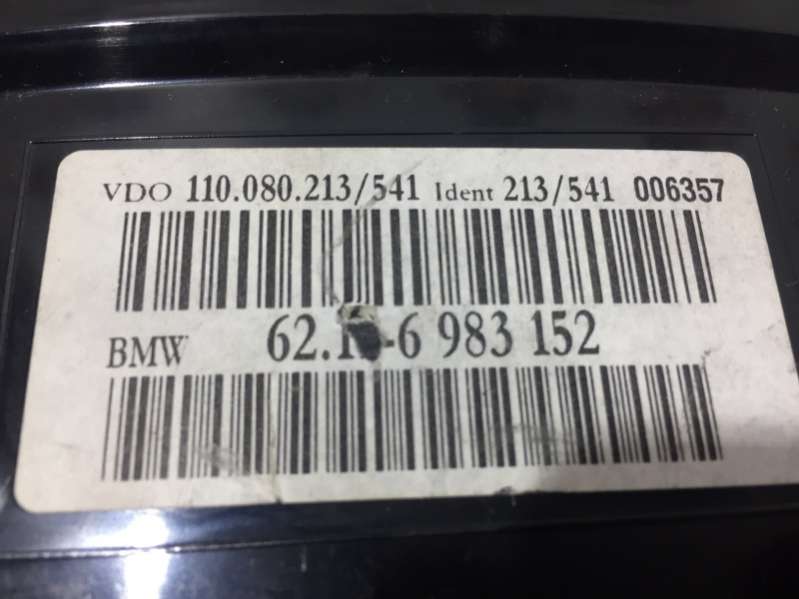 VDO 110.080.213/541 Ident 213/541 006357
BMW 6 983 152